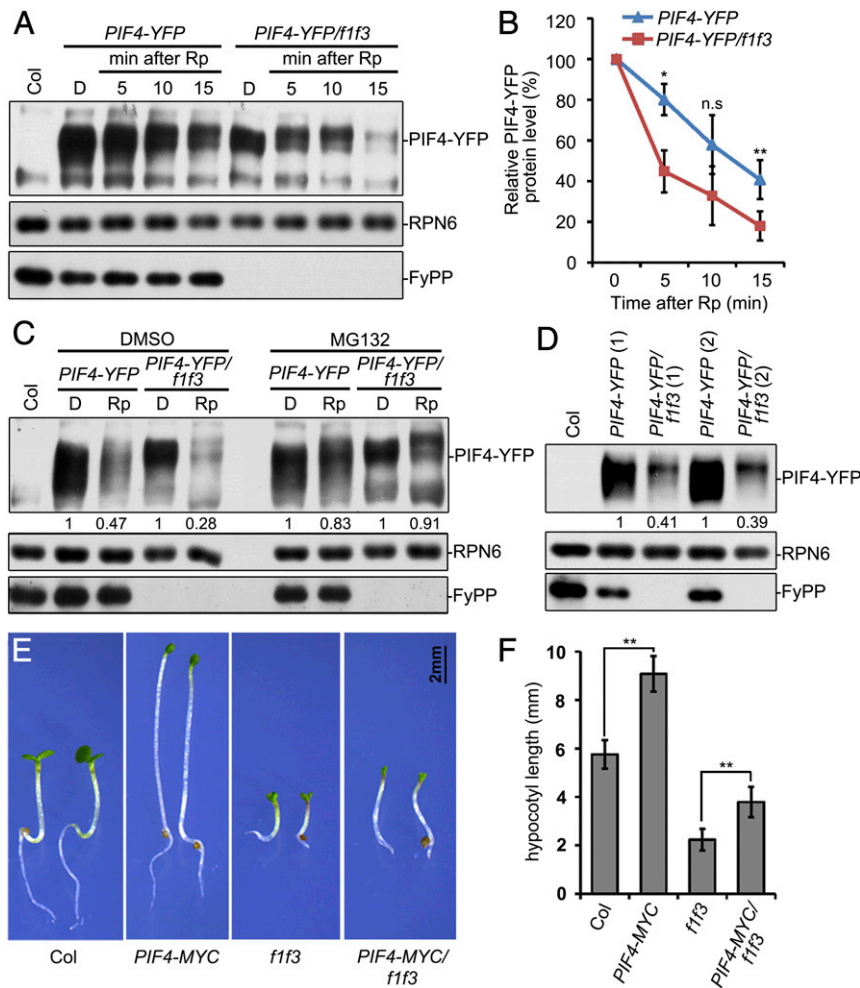 A
PIF4-YFP PIF4-YFP/f1f3
min after Rp min after Rp
Col D 5 10 15 D 5 10 15
PIF4-YFP
RPN6
FyPP
B
PIF4-YFP
PIF4-YFP/f1f3
Relative PIF4-YFP
protein level (%)
120
100
80
60
40
20
0
* n.s **
0 5 10 15
Time after Rp (min)
C
DMSO MG132
PIF4-YFP PIF4-YFP/ PIF4-YFP PIF4-YFP/
f1f3 f1f3
Col D Rp D Rp D Rp D Rp
PIF4-YFP
1 0.47 1 0.28 1 0.83 1 0.91
RPN6
FyPP
D
Col
PIF4-YFP (1)
PIF4-YFP/
f1f3 (1)
PIF4-YFP (2)
PIF4-YFP/
f1f3 (2)
PIF4-YFP
1 0.41 1 0.39
RPN6
FyPP
E
2mm
Col PIF4-MYC f1f3 PIF4-MYC/
f1f3
F
hypocotyl length (mm)
10
8
6
4
2
0
**
**
Col
PIF4-MYC
f1f3
PIF4-MYC/
f1f3